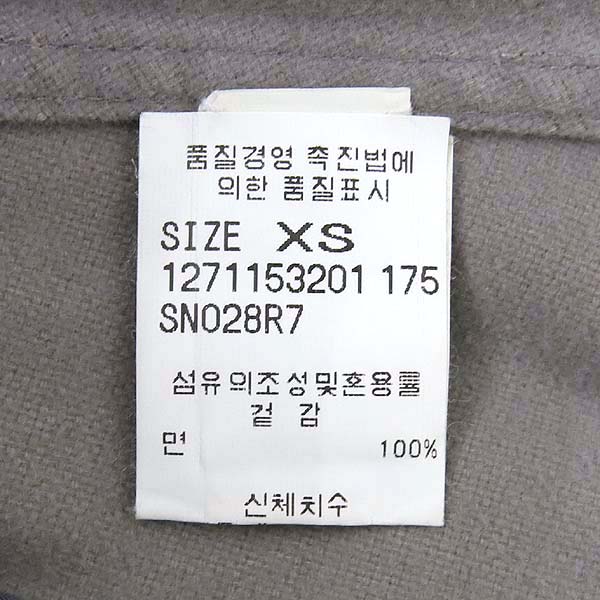 품질경영 촉진법에
의한 품질표시
SIZE XS
1271153201 175
SN028R7
섬유의조성및혼용률
겉 감
면 100%
신체치수